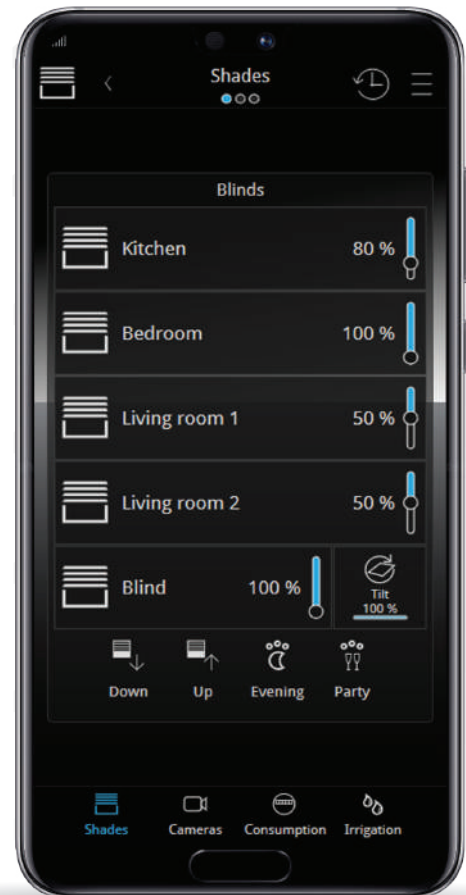 Shades
Blinds
Kitchen 80 %
Bedroom 100 %
Living room 1 50 %
Living room 2 50 %
Blind 100 % Tilt
100 %
Down Up Evening Party
Shades Cameras Consumption Irrigation